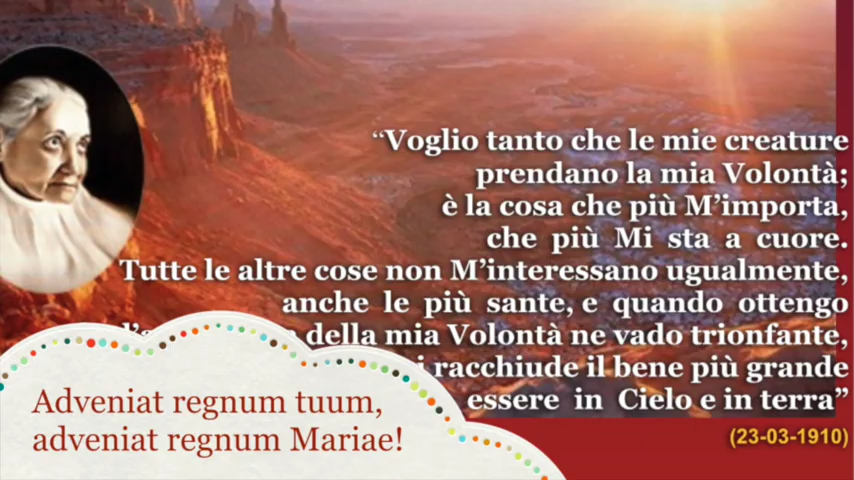 “Voglio tanto che le mie creature
prendano la mia Volontà;
è la cosa che più M’importa,
che più Mi sta a cuore.
Tutte le altre cose non M’interessano ugualmente,
anche le più sante, e quando ottengo
della mia Volontà ne vado trionfante,
racchiude il bene più grande
essere in Cielo e in terra”
(23-03-1910)
Adveniat regnum tuum,
adveniat regnum Mariae!